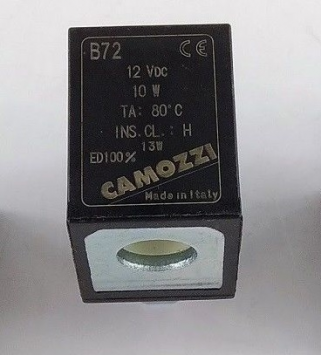 B72 CE
12 VDC
10 W
TA: 80°C
INS.CL.: H
13W
ED100%
CAMOZZI
Made in Italy